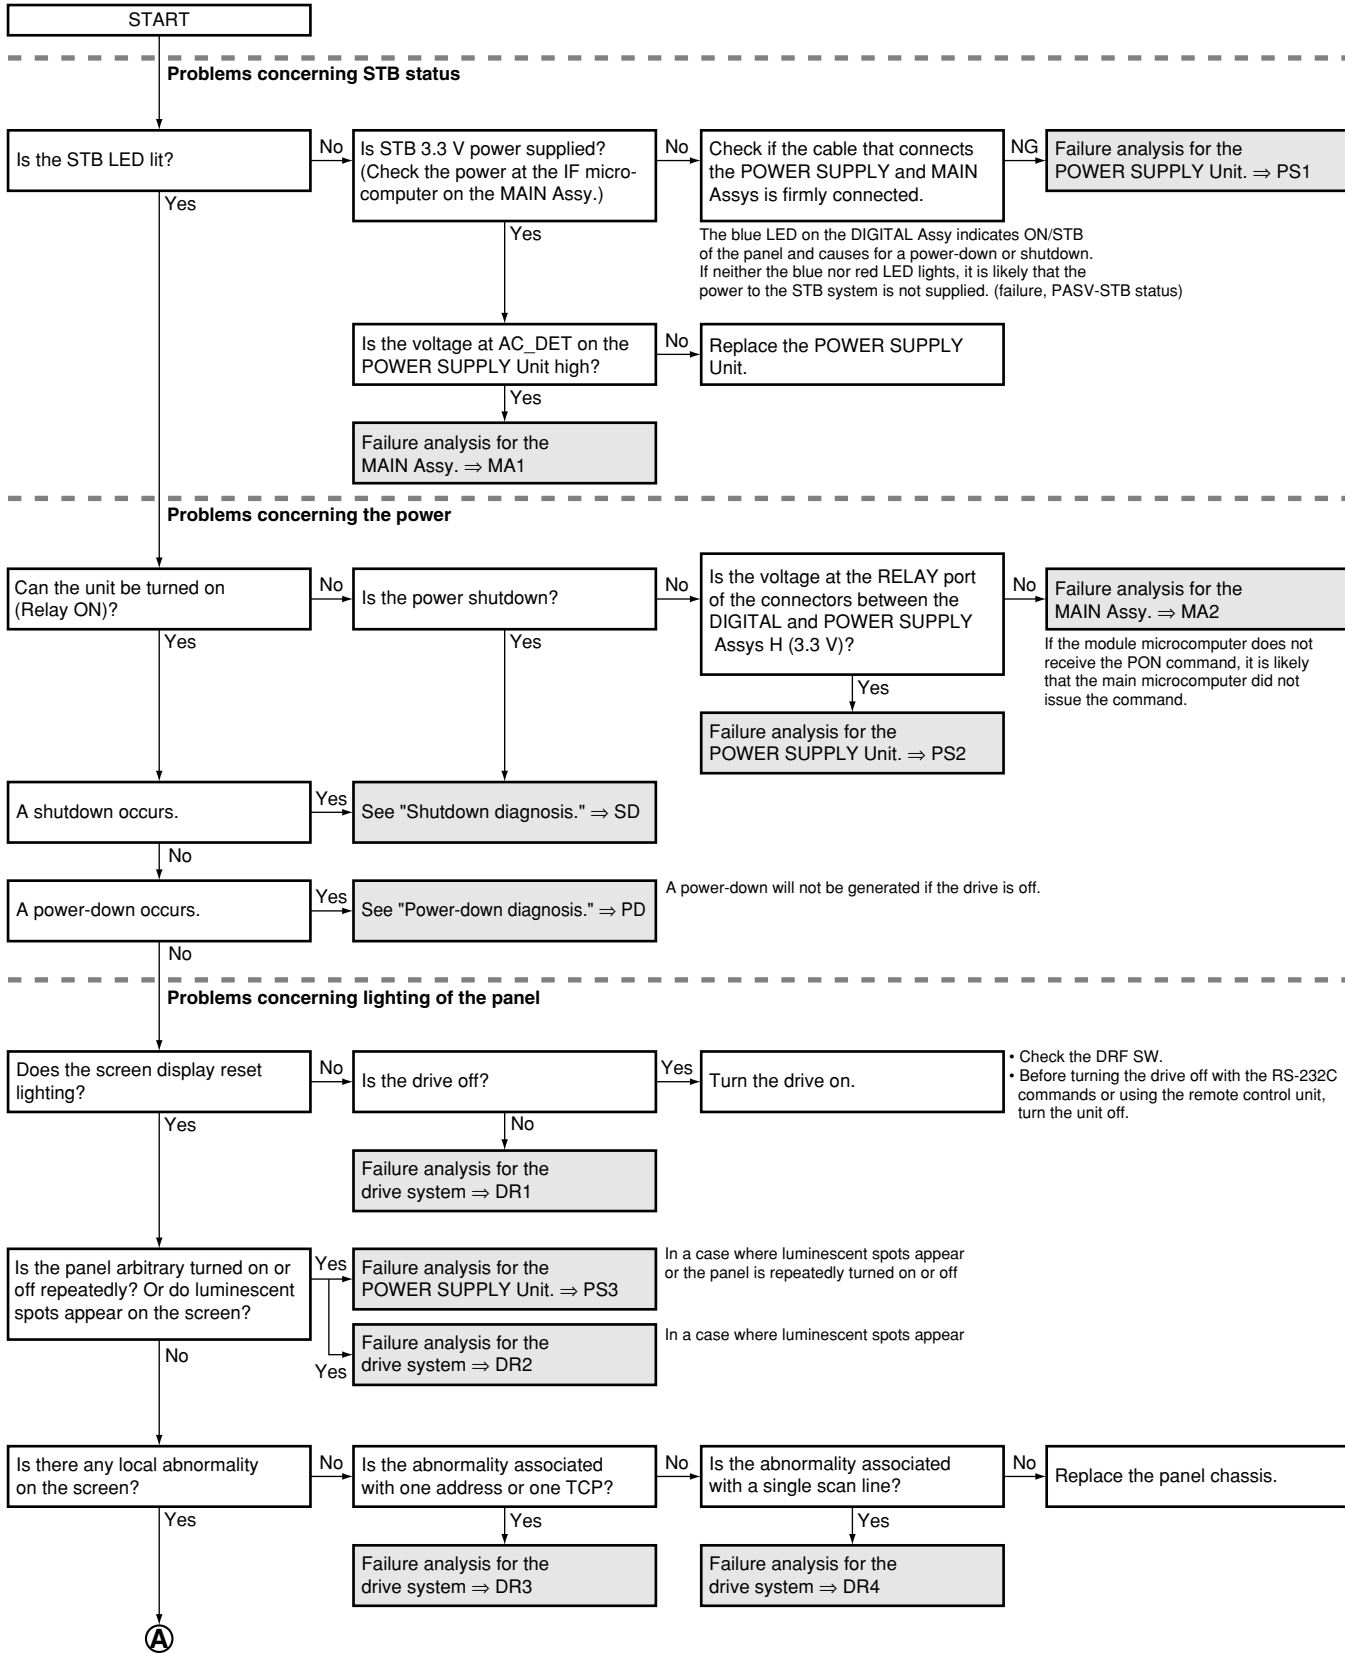 START
Problems concerning STB status
Is the STB LED lit?
No
Is STB 3.3 V power supplied?
(Check the power at the IF micro-
computer on the MAIN Assy.)
No
Check if the cable that connects
the POWER SUPPLY and MAIN
Assys is firmly connected.
NG
Failure analysis for the
POWER SUPPLY Unit. ⇒ PS1
Yes
Yes
The blue LED on the DIGITAL Assy indicates ON/STB
of the panel and causes for a power-down or shutdown.
If neither the blue nor red LED lights, it is likely that the
power to the STB system is not supplied. (failure, PASV-STB status)
Is the voltage at AC_DET on the
POWER SUPPLY Unit high?
No
Replace the POWER SUPPLY
Unit.
Yes
Failure analysis for the
MAIN Assy. ⇒ MA1
Problems concerning the power
Can the unit be turned on
(Relay ON)?
No
Is the power shutdown?
No
Is the voltage at the RELAY port
of the connectors between the
DIGITAL and POWER SUPPLY
Assys H (3.3 V)?
No
Failure analysis for the
MAIN Assy. ⇒ MA2
Yes
Yes
If the module microcomputer does not
receive the PON command, it is likely
that the main microcomputer did not
issue the command.
Yes
Failure analysis for the
POWER SUPPLY Unit. ⇒ PS2
A shutdown occurs.
Yes
See "Shutdown diagnosis." ⇒ SD
No
A power-down occurs.
Yes
See "Power-down diagnosis." ⇒ PD
A power-down will not be generated if the drive is off.
No
Problems concerning lighting of the panel
Does the screen display reset
lighting?
No
Is the drive off?
Yes
Turn the drive on.
• Check the DRF SW.
• Before turning the drive off with the RS-232C
commands or using the remote control unit,
turn the unit off.
Yes
No
Failure analysis for the
drive system ⇒ DR1
Is the panel arbitrary turned on or
off repeatedly? Or do luminescent
spots appear on the screen?
Yes
Failure analysis for the
POWER SUPPLY Unit. ⇒ PS3
In a case where luminescent spots appear
or the panel is repeatedly turned on or off
Yes
Failure analysis for the
drive system ⇒ DR2
In a case where luminescent spots appear
No
Is there any local abnormality
on the screen?
No
Is the abnormality associated
with one address or one TCP?
No
Is the abnormality associated
with a single scan line?
No
Replace the panel chassis.
Yes
Yes
Yes
Failure analysis for the
drive system ⇒ DR3
Failure analysis for the
drive system ⇒ DR4
A